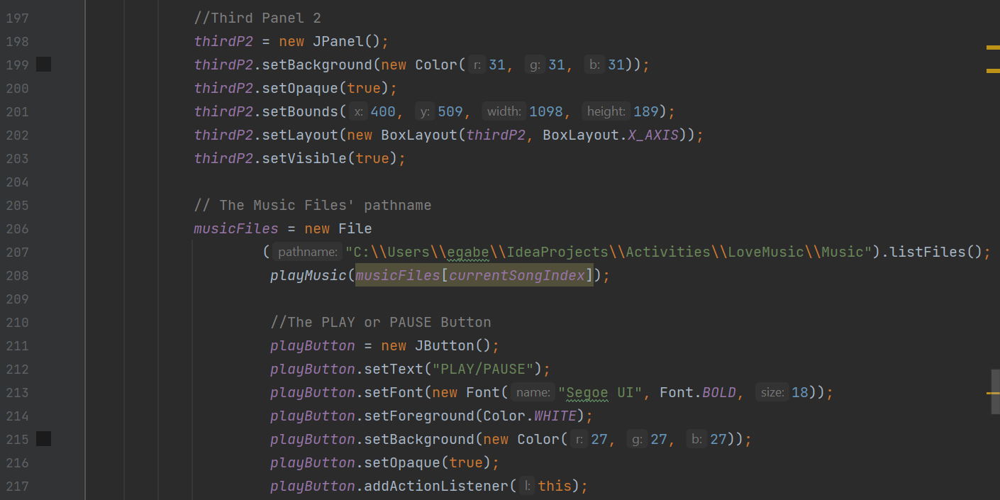 197 //Third Panel 2
198 thirdP2 = new JPanel();
199 thirdP2.setBackground(new Color( r: 31, g: 31, b: 31));
200 thirdP2.setOpaque(true);
201 thirdP2.setBounds( x: 400, y: 509, width: 1098, height: 189);
202 thirdP2.setLayout(new BoxLayout(thirdP2, BoxLayout.X_AXIS));
203 thirdP2.setVisible(true);
204
205 // The Music Files' pathname
206 musicFiles = new File
207 ( pathname: "C:\\Users\\egabe\\IdeaProjects\\Activities\\LoveMusic\\Music").listFiles();
208 playMusic(musicFiles[currentSongIndex]);
209
210 //The PLAY or PAUSE Button
211 playButton = new JButton();
212 playButton.setText("PLAY/PAUSE");
213 playButton.setFont(new Font( name: "Segoe UI", Font.BOLD, size: 18));
214 playButton.setForeground(Color.WHITE);
215 playButton.setBackground(new Color( r: 27, g: 27, b: 27));
216 playButton.setOpaque(true);
217 playButton.addActionListener( l: this);